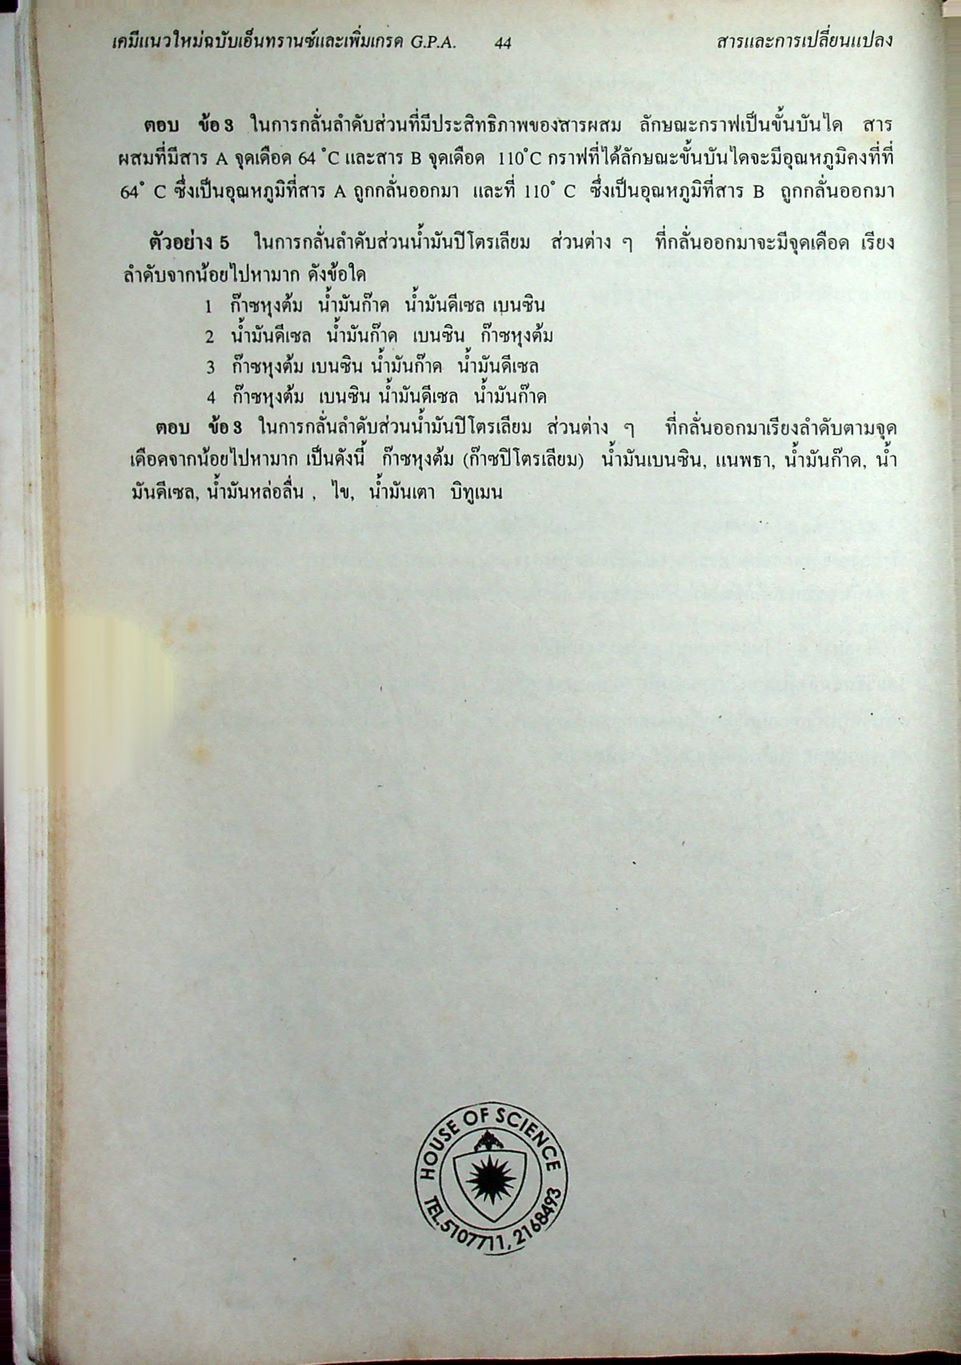 เคมีแนวใหม่ฉบับเอ็นทรานซ์และเพิ่มเกรด G.P.A. 44 สารและการเปลี่ยนแปลง
ตอบ ข้อ 3 ในการกลั่นลำดับส่วนที่มีประสิทธิภาพของสารผสม ลักษณะกราฟเป็นขั้นบันได สาร
ผสมที่มีสาร A จุดเดือด 64 °C และสาร B จุดเดือด 110°C กราฟที่ได้ลักษณะขั้นบันไดจะมีอุณหภูมิคงที่ที่
64° C ซึ่งเป็นอุณหภูมิที่สาร A ถูกกลั่นออกมา และที่ 110° C ซึ่งเป็นอุณหภูมิที่สาร B ถูกกลั่นออกมา
ตัวอย่าง 5 ในการกลั่นลำดับส่วนน้ำมันปิโตรเลียม ส่วนต่าง ๆ ที่กลั่นออกมาจะมีจุดเดือด เรียง
ลำดับจากน้อยไปหามาก ดังข้อใด
1 ก๊าซหุงต้ม น้ำมันก๊าด น้ำมันดีเซล เบนซิน
2 น้ำมันดีเซล น้ำมันก๊าด เบนซิน ก๊าซหุงต้ม
3 ก๊าซหุงต้ม เบนซิน น้ำมันก๊าด น้ำมันดีเซล
4 ก๊าซหุงต้ม เบนซิน น้ำมันดีเซล น้ำมันก๊าด
ตอบ ข้อ 3 ในการกลั่นลำดับส่วนน้ำมันปิโตรเลียม ส่วนต่าง ๆ ที่กลั่นออกมาเรียงลำดับตามจุด
เดือดจากน้อยไปหามาก เป็นดังนี้ ก๊าซหุงต้ม (ก๊าซปิโตรเลียม) น้ำมันเบนซิน, แนพธา, น้ำมันก๊าด, น้ำ
มันดีเซล, น้ำมันหล่อลื่น , ไข, น้ำมันเตา บิทูเมน
HOUSE OF SCIENCE
TEL.5107711, 2168493